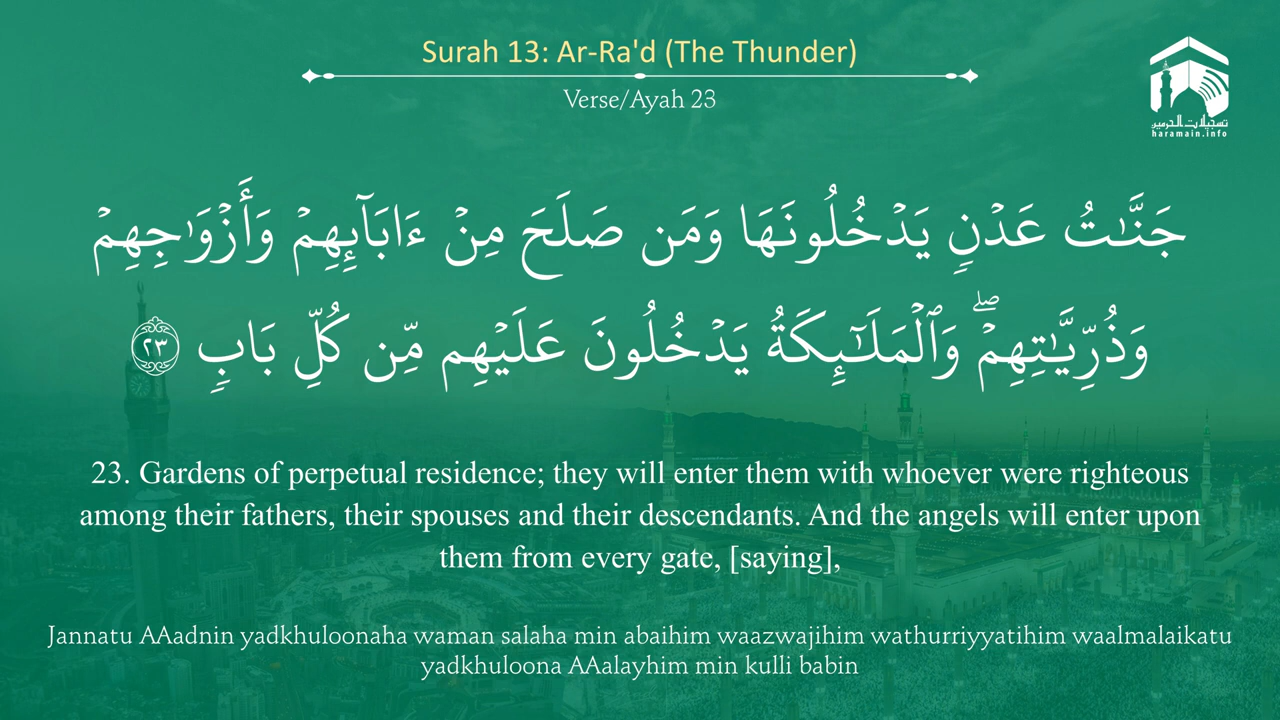 Surah 13: Ar-Ra'd (The Thunder)
Verse/Ayah 23
تسجيلات الحرمين
haramain.info
جَنَّـٰتُ عَدْنٍ يَدْخُلُونَهَا وَمَن صَلَحَ مِنْ ءَابَآئِهِمْ وَأَزْوَٰجِهِمْ
وَذُرِّيَّـٰتِهِمْ ۖ وَٱلْمَلَـٰٓئِكَةُ يَدْخُلُونَ عَلَيْهِم مِّن كُلِّ بَابٍ ٢٣
23. Gardens of perpetual residence; they will enter them with whoever were righteous
among their fathers, their spouses and their descendants. And the angels will enter upon
them from every gate, [saying],
Jannatu AAadnin yadkhuloonaha waman salaha min abaihim waazwajihim wathurriyyatihim waalmalaikatu
yadkhuloona AAalayhim min kulli babin